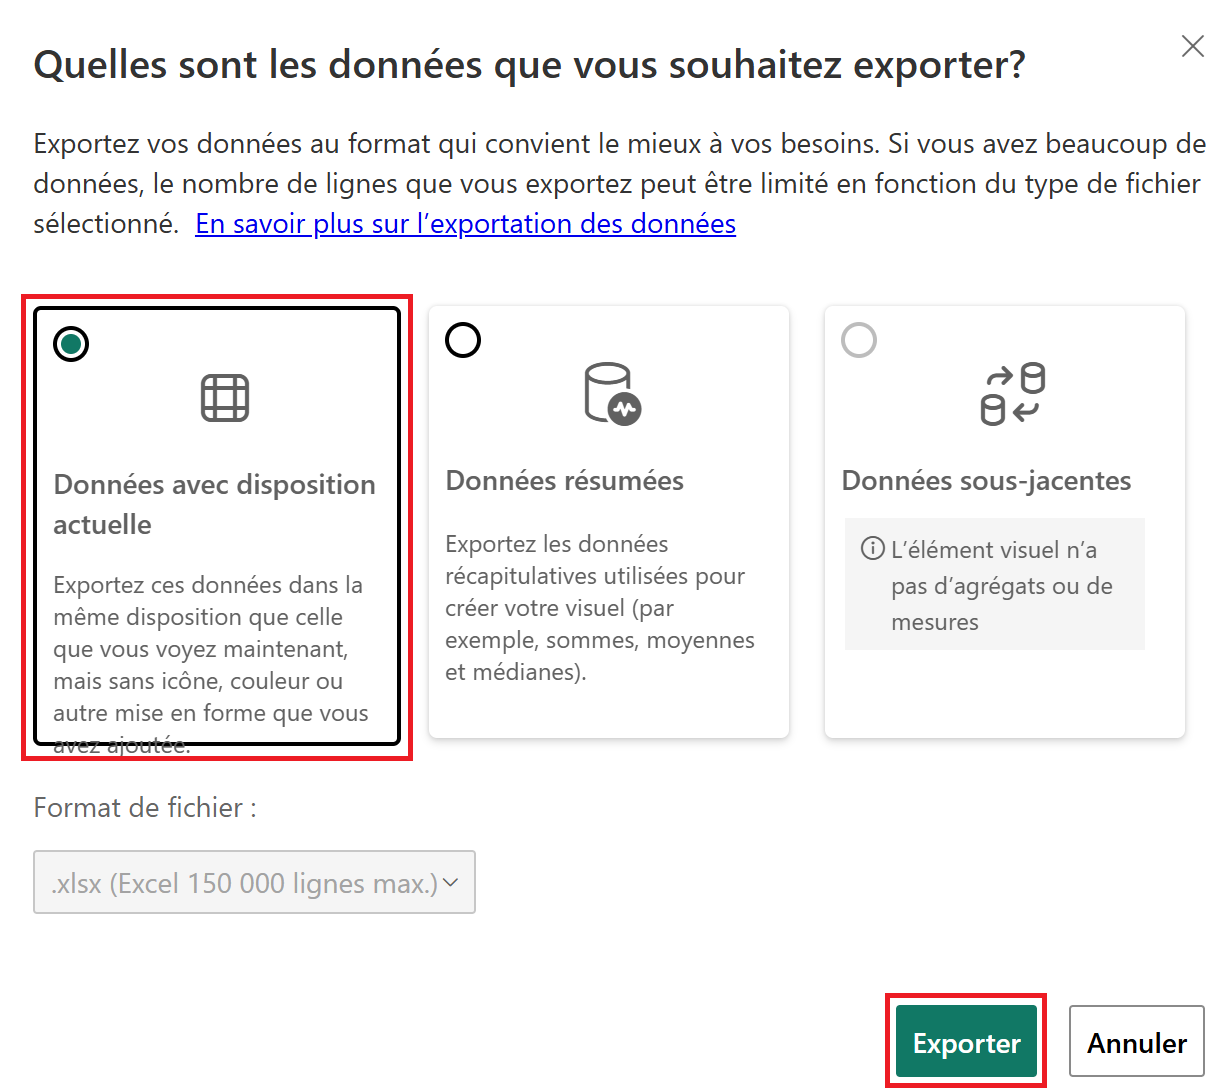 Quelles sont les données que vous souhaitez exporter?
Exportez vos données au format qui convient le mieux à vos besoins. Si vous avez beaucoup de
données, le nombre de lignes que vous exportez peut être limité en fonction du type de fichier
sélectionné. En savoir plus sur l’exportation des données
Données avec disposition
actuelle
Exportez ces données dans la
même disposition que celle
que vous voyez maintenant,
mais sans icône, couleur ou
autre mise en forme que vous
avez ajoutée.
Données résumées
Exportez les données
récapitulatives utilisées pour
créer votre visuel (par
exemple, sommes, moyennes
et médianes).
Données sous-jacentes
L’élément visuel n’a
pas d’agrégats ou de
mesures
Format de fichier :
.xlsx (Excel 150 000 lignes max.)
Exporter
Annuler